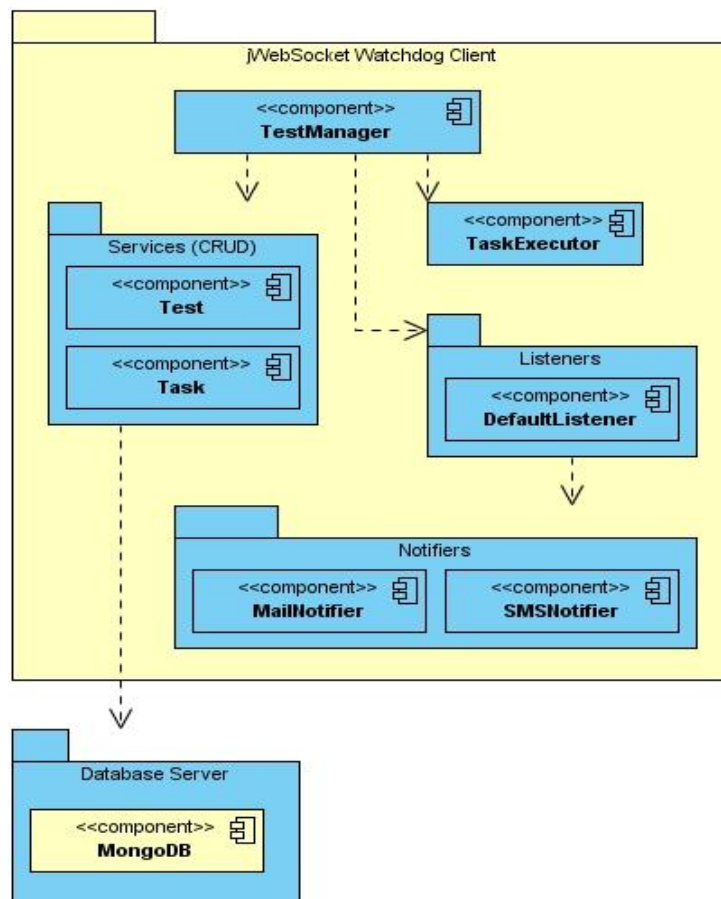 jWebSocket Watchdog Client
<<component>>
TestManager
Services (CRUD)
<<component>>
Test
<<component>>
Task
<<component>>
TaskExecutor
Listeners
<<component>>
DefaultListener
Notifiers
<<component>>
MailNotifier
<<component>>
SMSNotifier
Database Server
<<component>>
MongoDB